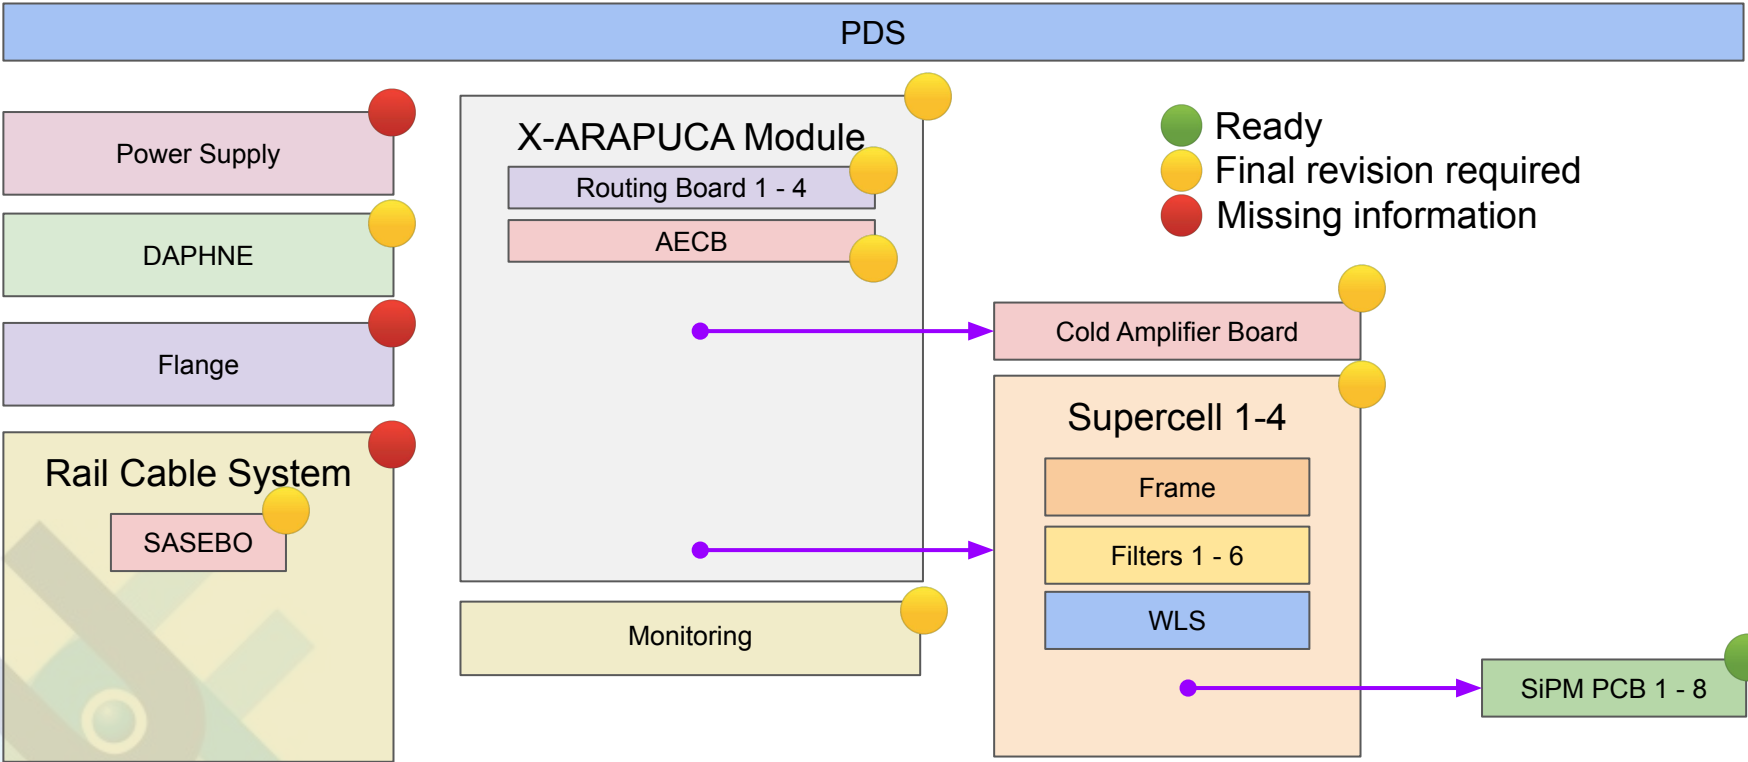 PDS
Power Supply
DAPHNE
Flange
Rail Cable System
SASEBO
X-ARAPUCA Module
Routing Board 1 - 4
AECB
Monitoring
Ready
Final revision required
Missing information
Cold Amplifier Board
Supercell 1-4
Frame
Filters 1 - 6
WLS
SiPM PCB 1 - 8